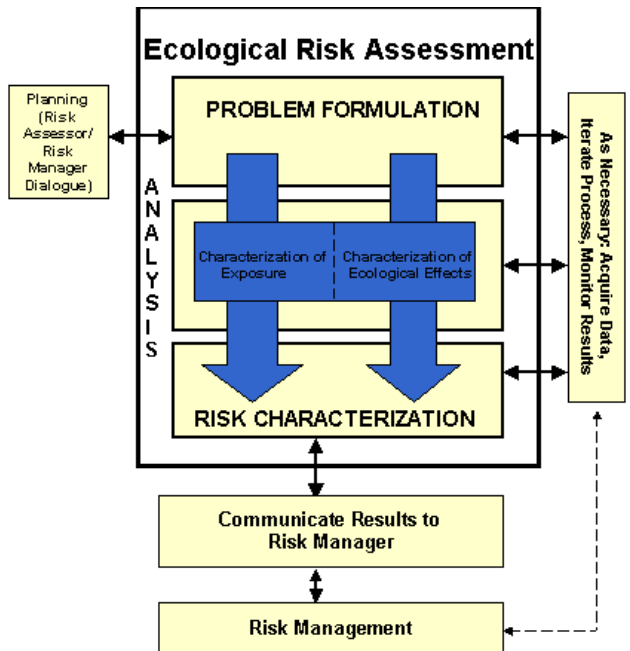 Ecological Risk Assessment
PROBLEM FORMULATION
Planning
(Risk
Assessor/
Risk
Manager
Dialogue)
ANALYSIS
Characterization of
Exposure
Characterization of
Ecological Effects
As Necessary: Acquire Data,
Iterate Process, Monitor Results
RISK CHARACTERIZATION
Communicate Results to
Risk Manager
Risk Management